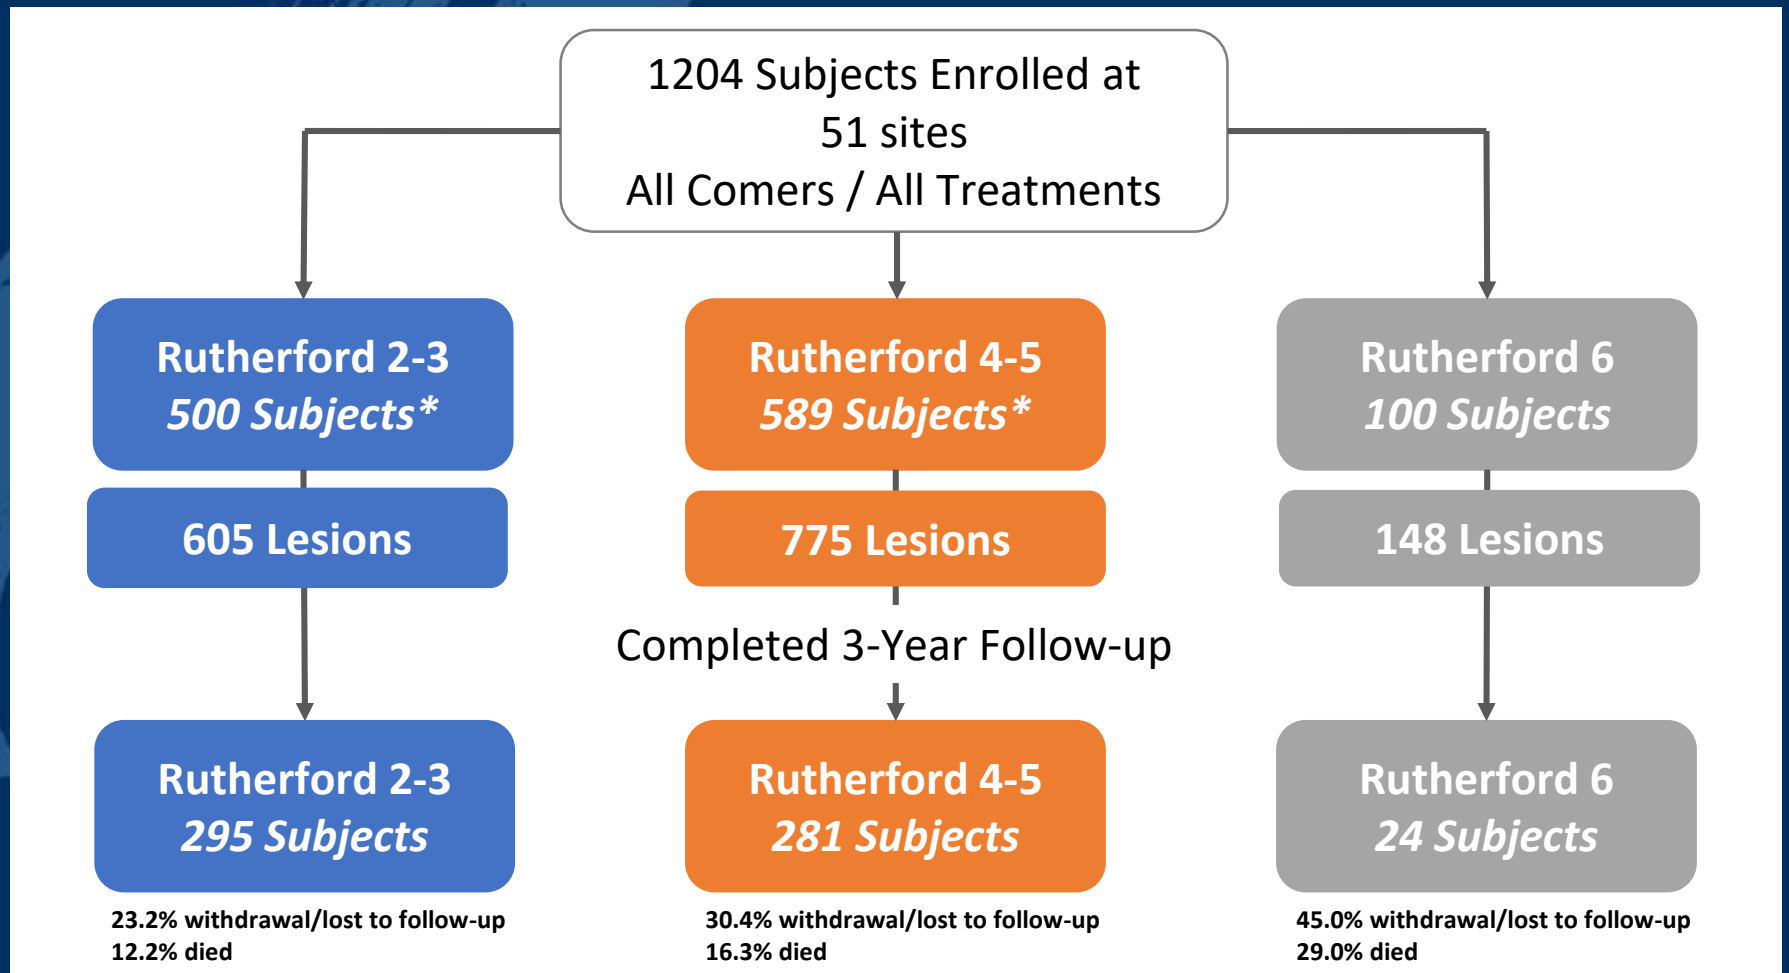 1204 Subjects Enrolled at
51 sites
All Comers / All Treatments
Rutherford 2-3
500 Subjects*
Rutherford 4-5
589 Subjects*
Rutherford 6
100 Subjects
605 Lesions
775 Lesions
148 Lesions
Completed 3-Year Follow-up
Rutherford 2-3
295 Subjects
Rutherford 4-5
281 Subjects
Rutherford 6
24 Subjects
23.2% withdrawal/lost to follow-up
12.2% died
30.4% withdrawal/lost to follow-up
16.3% died
45.0% withdrawal/lost to follow-up
29.0% died